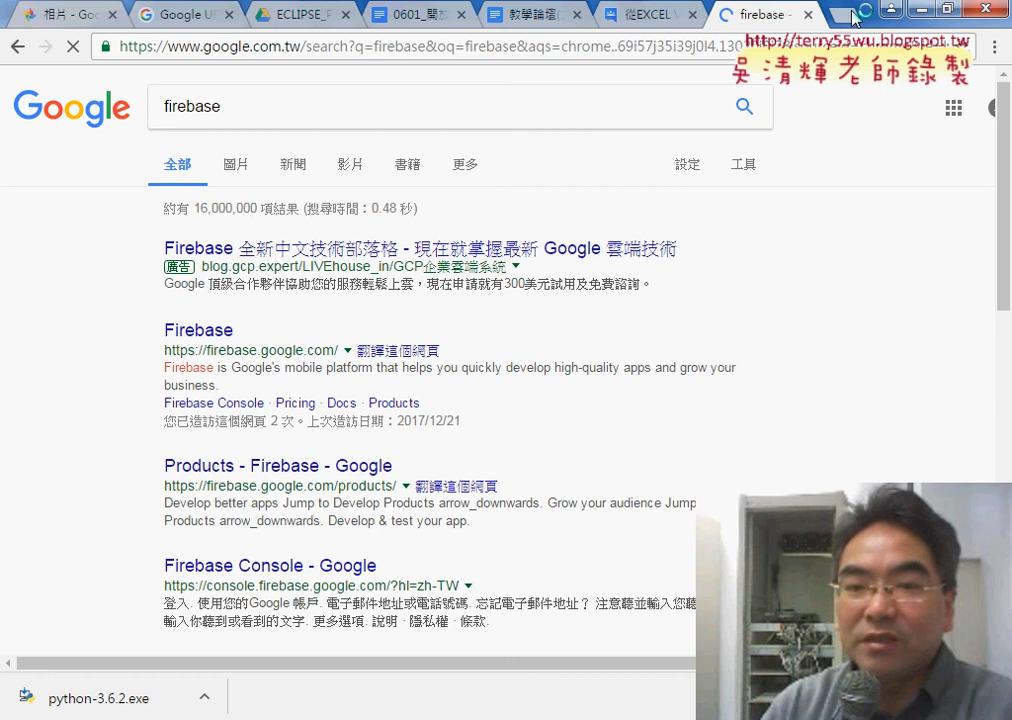 相片 - Goo
Google U
ECLIPSE_F
0601_開放
教學論壇(
從EXCEL V
firebase -
https://www.google.com.tw/search?q=firebase&oq=firebase&aqs=chrome..69i57j35i39j0l4.130
http://terry55wu.blogspot.tw
吳清輝老師錄製
Google
firebase
全部
圖片
新聞
影片
書籍
更多
設定
工具
約有 16,000,000 項結果 (搜尋時間：0.48 秒)
Firebase 全新中文技術部落格 - 現在就掌握最新 Google 雲端技術
廣告 blog.gcp.expert/LIVEhouse_in/GCP企業雲端系統
Google 頂級合作夥伴協助您的服務輕鬆上雲，現在申請就有300美元試用及免費諮詢。
Firebase
https://firebase.google.com/ 翻譯這個網頁
Firebase is Google's mobile platform that helps you quickly develop high-quality apps and grow your
business.
Firebase Console · Pricing · Docs · Products
您已造訪這個網頁 2 次。上次造訪日期：2017/12/21
Products - Firebase - Google
https://firebase.google.com/products/ 翻譯這個網頁
Develop better apps Jump to Develop Products arrow_downwards. Grow your audience Jump
Products arrow_downwards. Develop & test your app.
Firebase Console - Google
https://console.firebase.google.com/?hl=zh-TW
登入. 使用您的Google 帳戶. 電子郵件地址或電話號碼. 忘記電子郵件地址？ 注意聽並輸入您聽
輸入你聽到或看到的文字. 更多選項. 說明 · 隱私權 · 條款.
python-3.6.2.exe